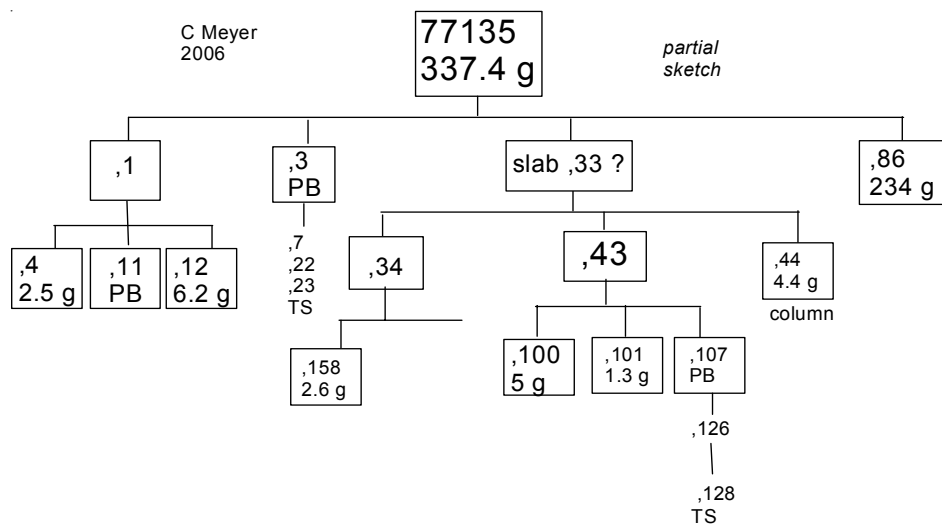 C Meyer
2006
77135
337.4 g
partial
sketch
,1
,3
PB
slab ,33 ?
,86
234 g
,4
2.5 g
,11
PB
,12
6.2 g
,7
,22
,23
TS
,34
,43
,44
4.4 g
column
,158
2.6 g
,100
5 g
,101
1.3 g
,107
PB
,126
,128
TS